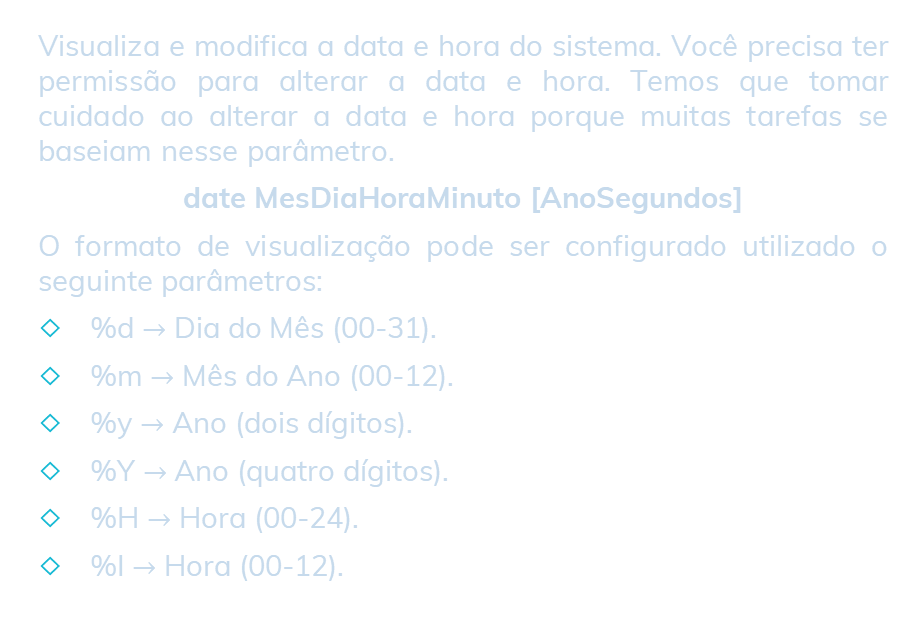 Visualiza e modifica a data e hora do sistema. Você precisa ter
permissão para alterar a data e hora. Temos que tomar
cuidado ao alterar a data e hora porque muitas tarefas se
baseiam nesse parâmetro.
date MesDiaHoraMinuto [AnoSegundos]
O formato de visualização pode ser configurado utilizado o
seguinte parâmetros:
◇ %d → Dia do Mês (00-31).
◇ %m → Mês do Ano (00-12).
◇ %y → Ano (dois dígitos).
◇ %Y → Ano (quatro dígitos).
◇ %H → Hora (00-24).
◇ %I → Hora (00-12).